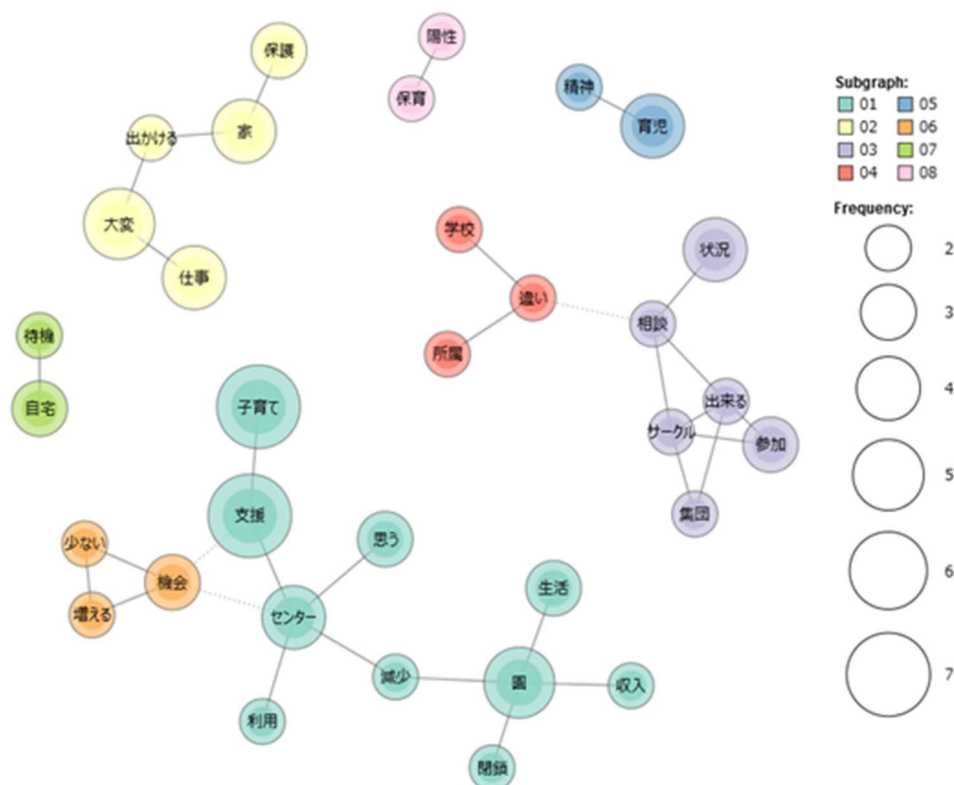 保護
陽性
保育
精神
育児
家
出かける
大変
仕事
学校
違い
所属
状況
相談
出来る
サークル
参加
集団
待機
自宅
子育て
支援
少ない
機会
増える
思う
センター
生活
減少
園
収入
利用
閉鎖
Subgraph:
01 05
02 06
03 07
04 08
Frequency:
2
3
4
5
6
7